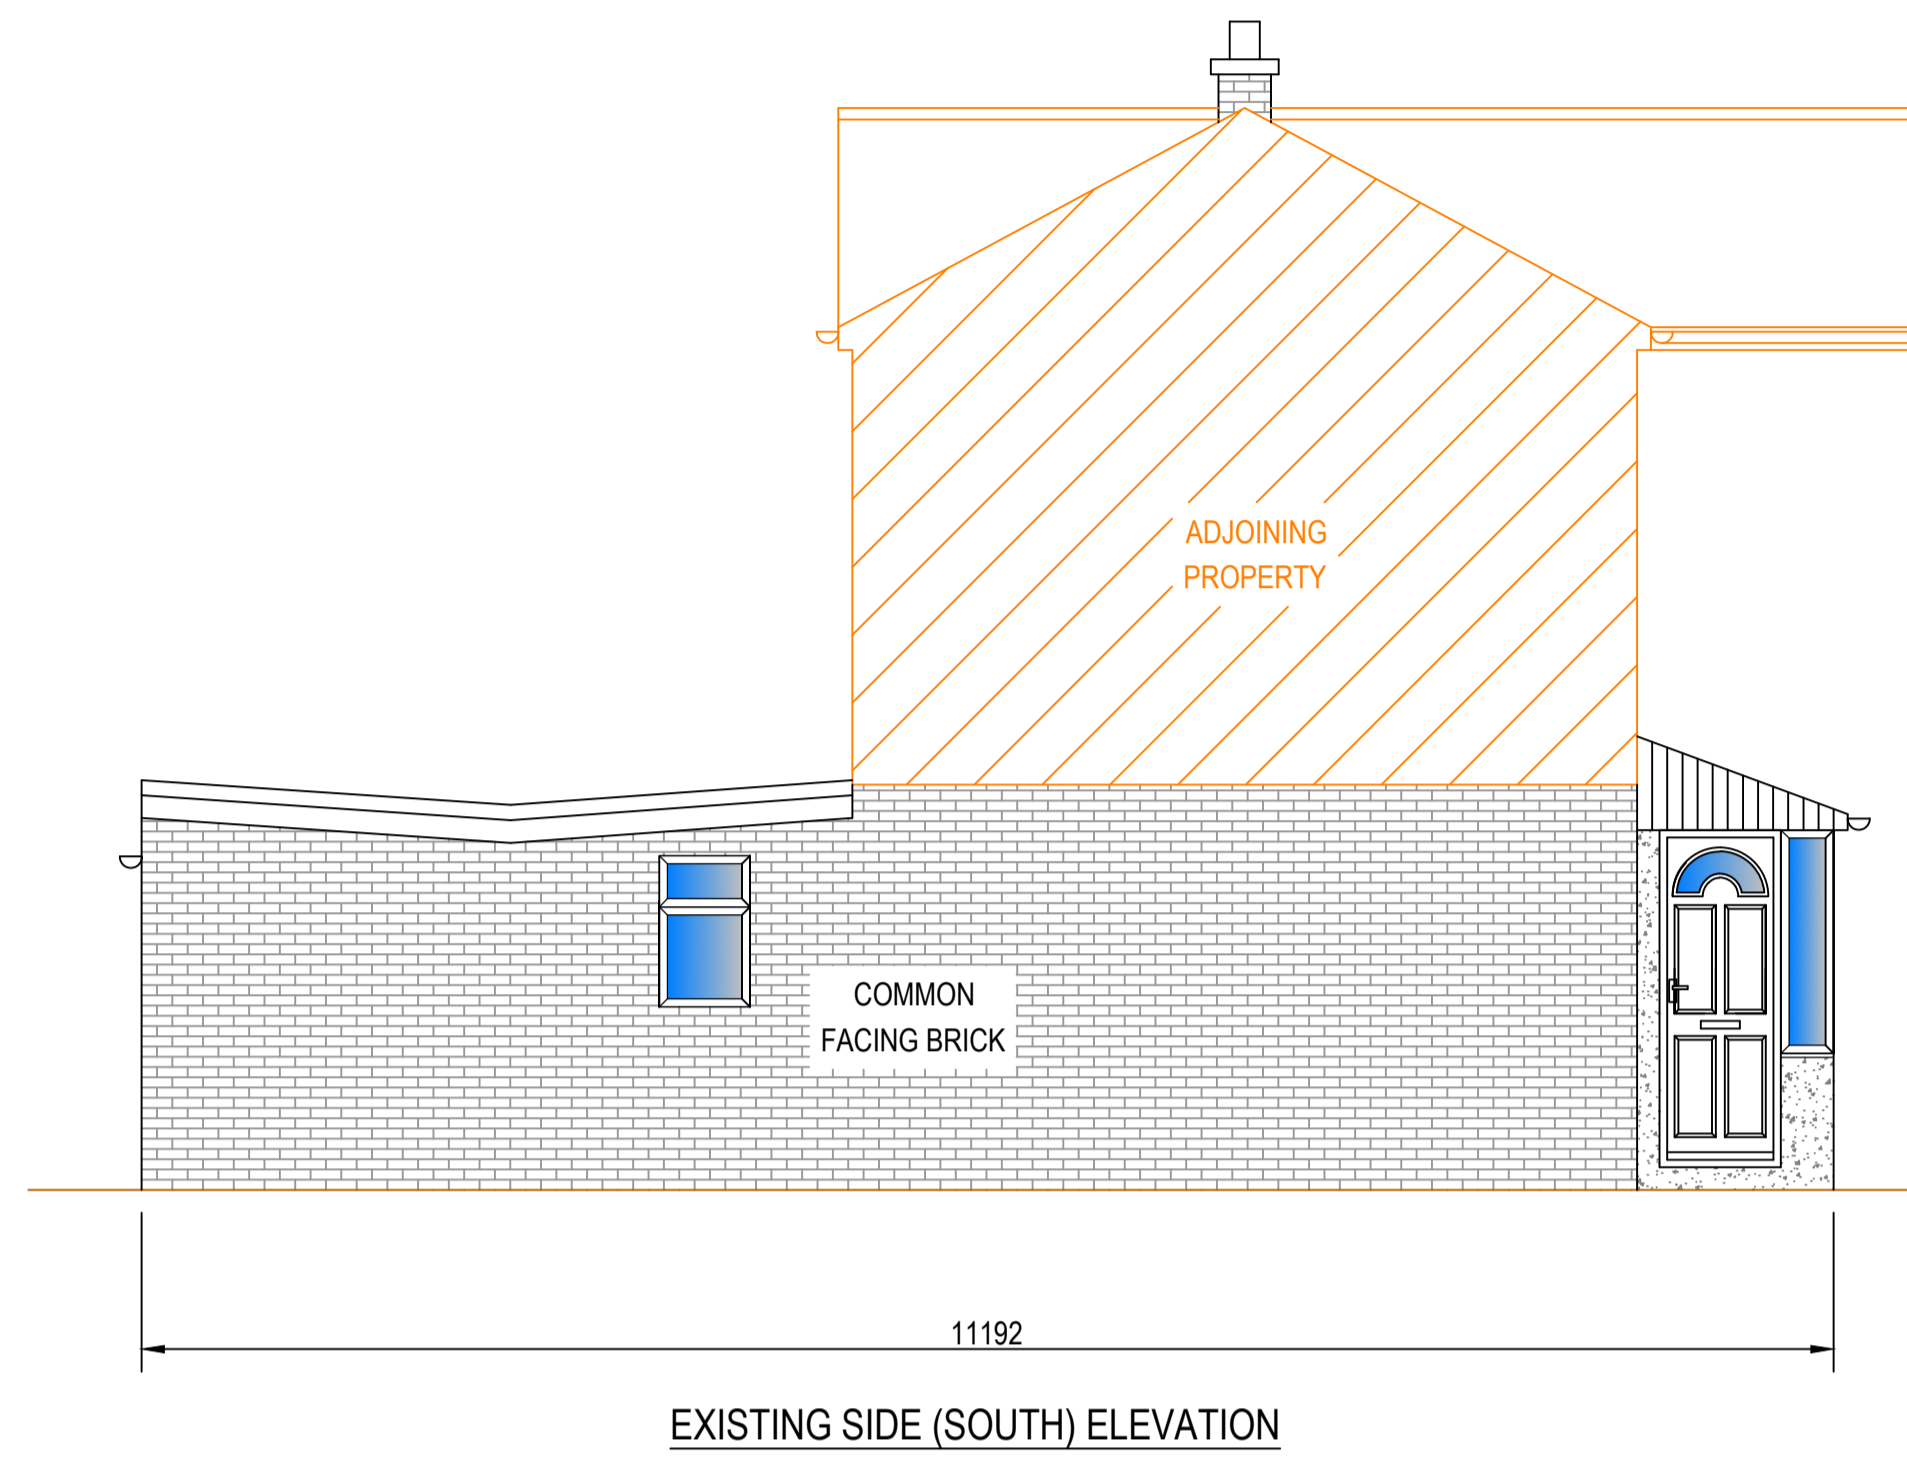 ADJOINING
PROPERTY
COMMON
FACING BRICK
11192
EXISTING SIDE (SOUTH) ELEVATION